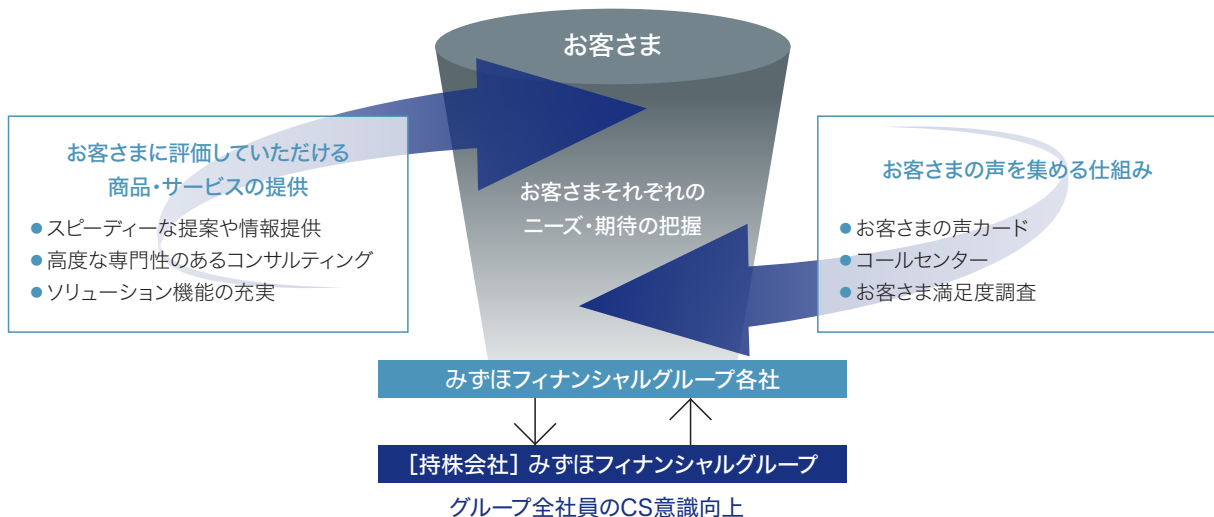 お客さま
お客さまに評価していただける
商品・サービスの提供
● スピーディーな提案や情報提供
● 高度な専門性のあるコンサルティング
● ソリューション機能の充実
お客さまそれぞれの
ニーズ・期待の把握
お客さまの声を集める仕組み
● お客さまの声カード
● コールセンター
● お客さま満足度調査
みずほフィナンシャルグループ各社
［持株会社］みずほフィナンシャルグループ
グループ全社員のCS意識向上